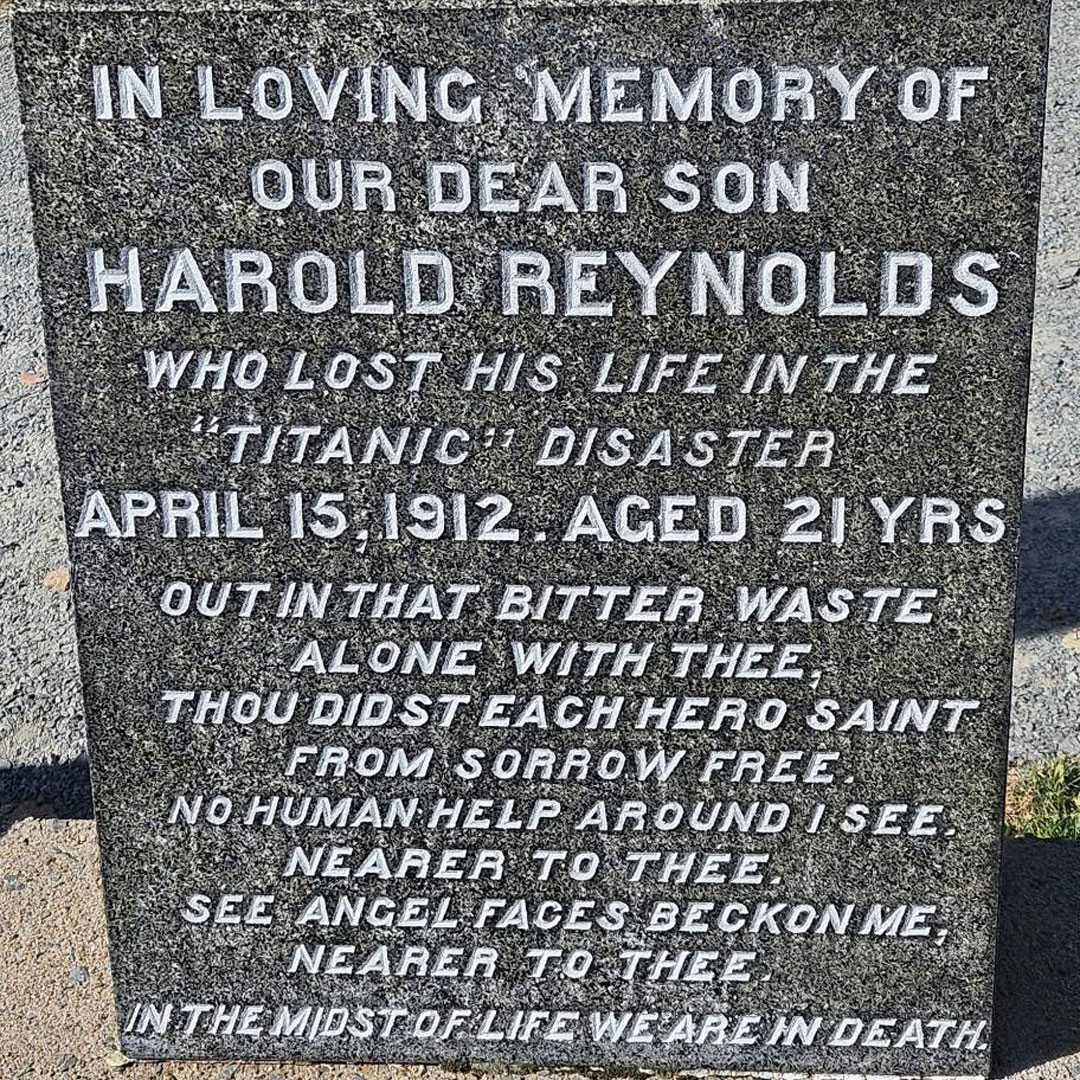 IN LOVING MEMORY OF
OUR DEAR SON
HAROLD REYNOLDS
WHO LOST HIS LIFE IN THE
"TITANIC" DISASTER
APRIL 15, 1912. AGED 21 YRS
OUT IN THAT BITTER WASTE
ALONE WITH THEE,
THOU DIDST EACH HERO SAINT
FROM SORROW FREE.
NO HUMAN HELP AROUND I SEE.
NEARER TO THEE.
SEE ANGEL FACES BECKON ME,
NEARER TO THEE.
IN THE MIDST OF LIFE WE ARE IN DEATH.